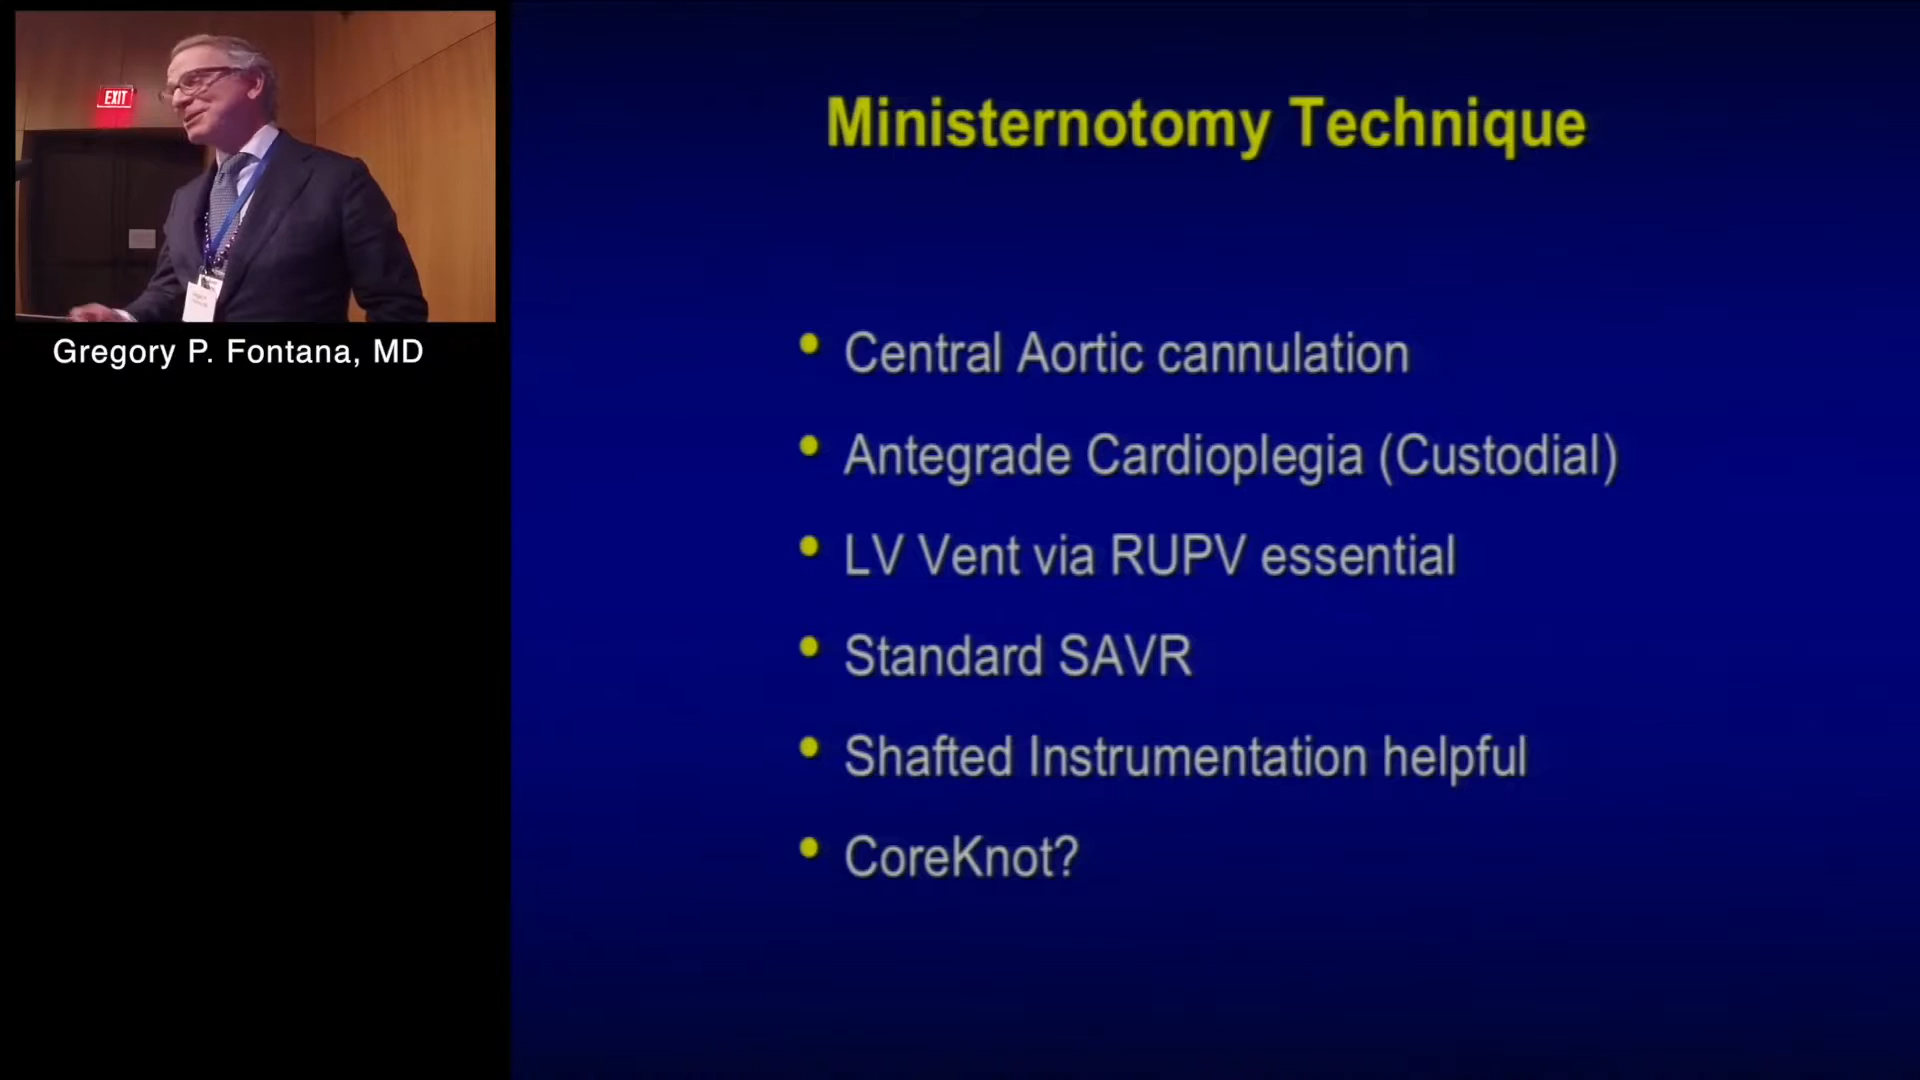 EXIT
Gregory P. Fontana, MD
Ministernotomy Technique
• Central Aortic cannulation
• Antegrade Cardioplegia (Custodial)
• LV Vent via RUPV essential
• Standard SAVR
• Shafted Instrumentation helpful
• CoreKnot?